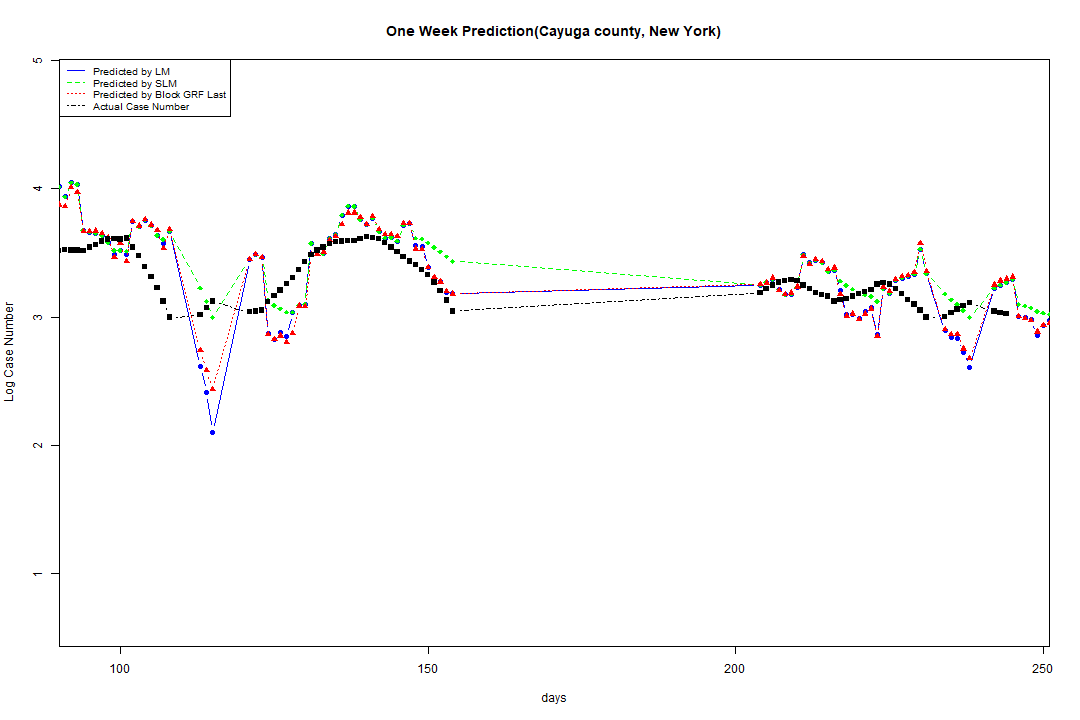 One Week Prediction(Cayuga county, New York)
5
Predicted by LM
Predicted by SLM
Predicted by Block GRF Last
Actual Case Number
4
3
2
1
Log Case Number
100 150 200 250
days